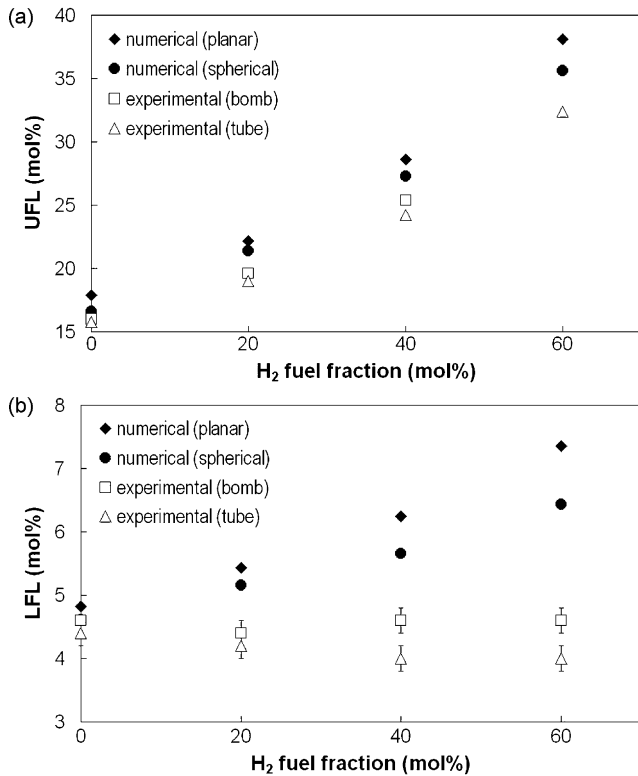 (a)
40
35
30
25
20
15
UFL (mol%)
numerical (planar)
numerical (spherical)
experimental (bomb)
experimental (tube)
0 20 40 60
H₂ fuel fraction (mol%)
(b)
8
7
6
5
4
3
LFL (mol%)
numerical (planar)
numerical (spherical)
experimental (bomb)
experimental (tube)
0 20 40 60
H₂ fuel fraction (mol%)